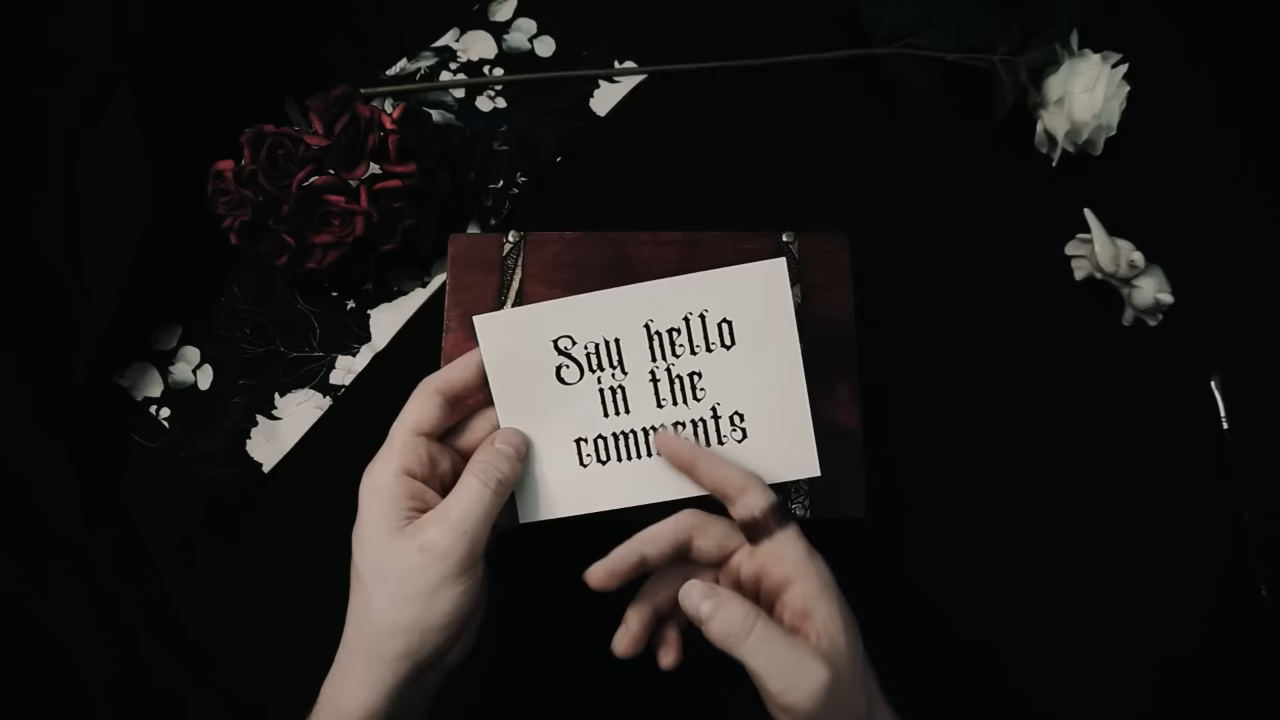 Say hello
in the
comments